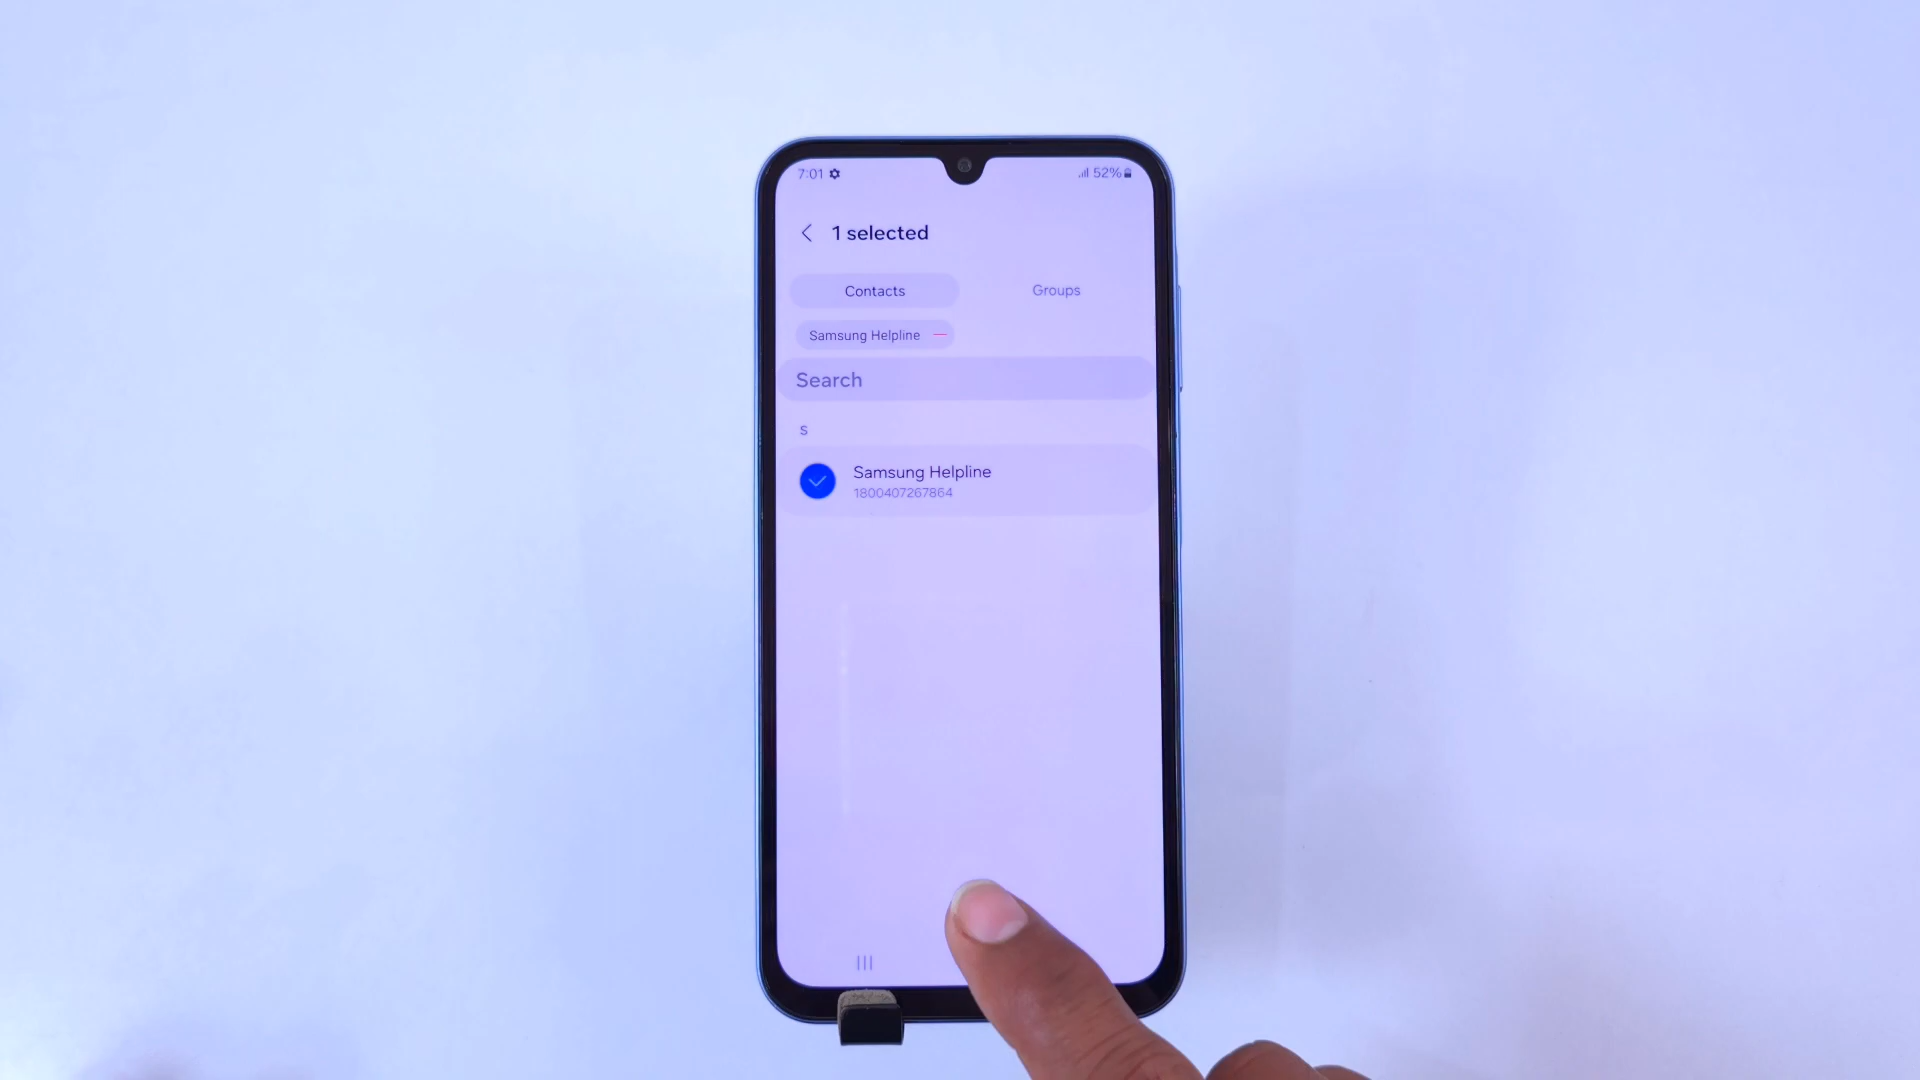 7:01
52%
1 selected
Contacts
Groups
Samsung Helpline
Search
S
Samsung Helpline
1800407267864